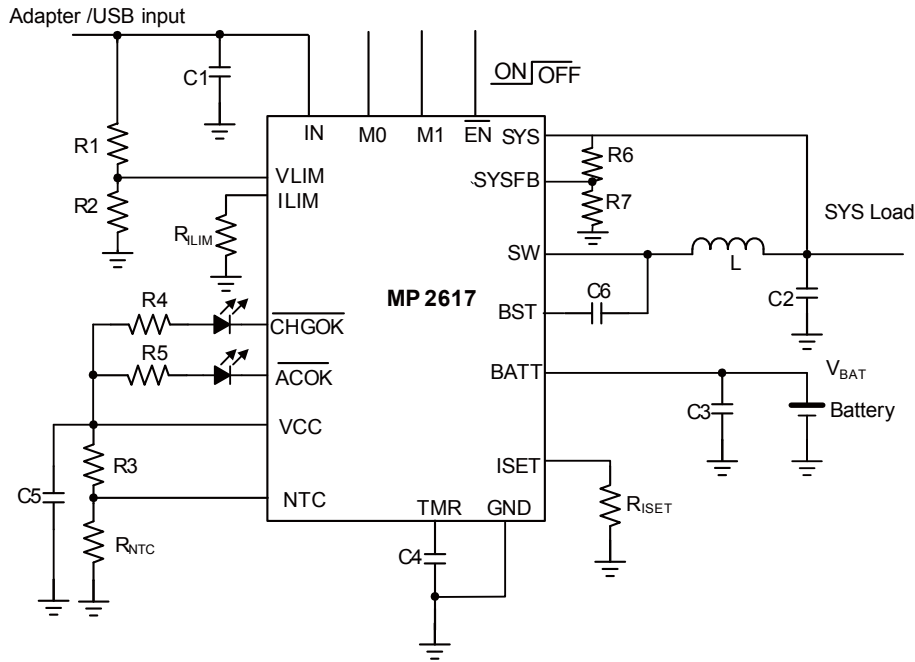 Adapter /USB input
C1
ON OFF
IN M0 M1 EN SYS
R1
R6
VLIM
SYSFB
ILIM
R2
R7
SYS Load
RILIM
SW
L
MP 2617
C6
C2
R4
BST
CHGOK
R5
ACOK
BATT
VBAT
C3
Battery
VCC
R3
ISET
C5
NTC
TMR GND
RISET
RNTC
C4